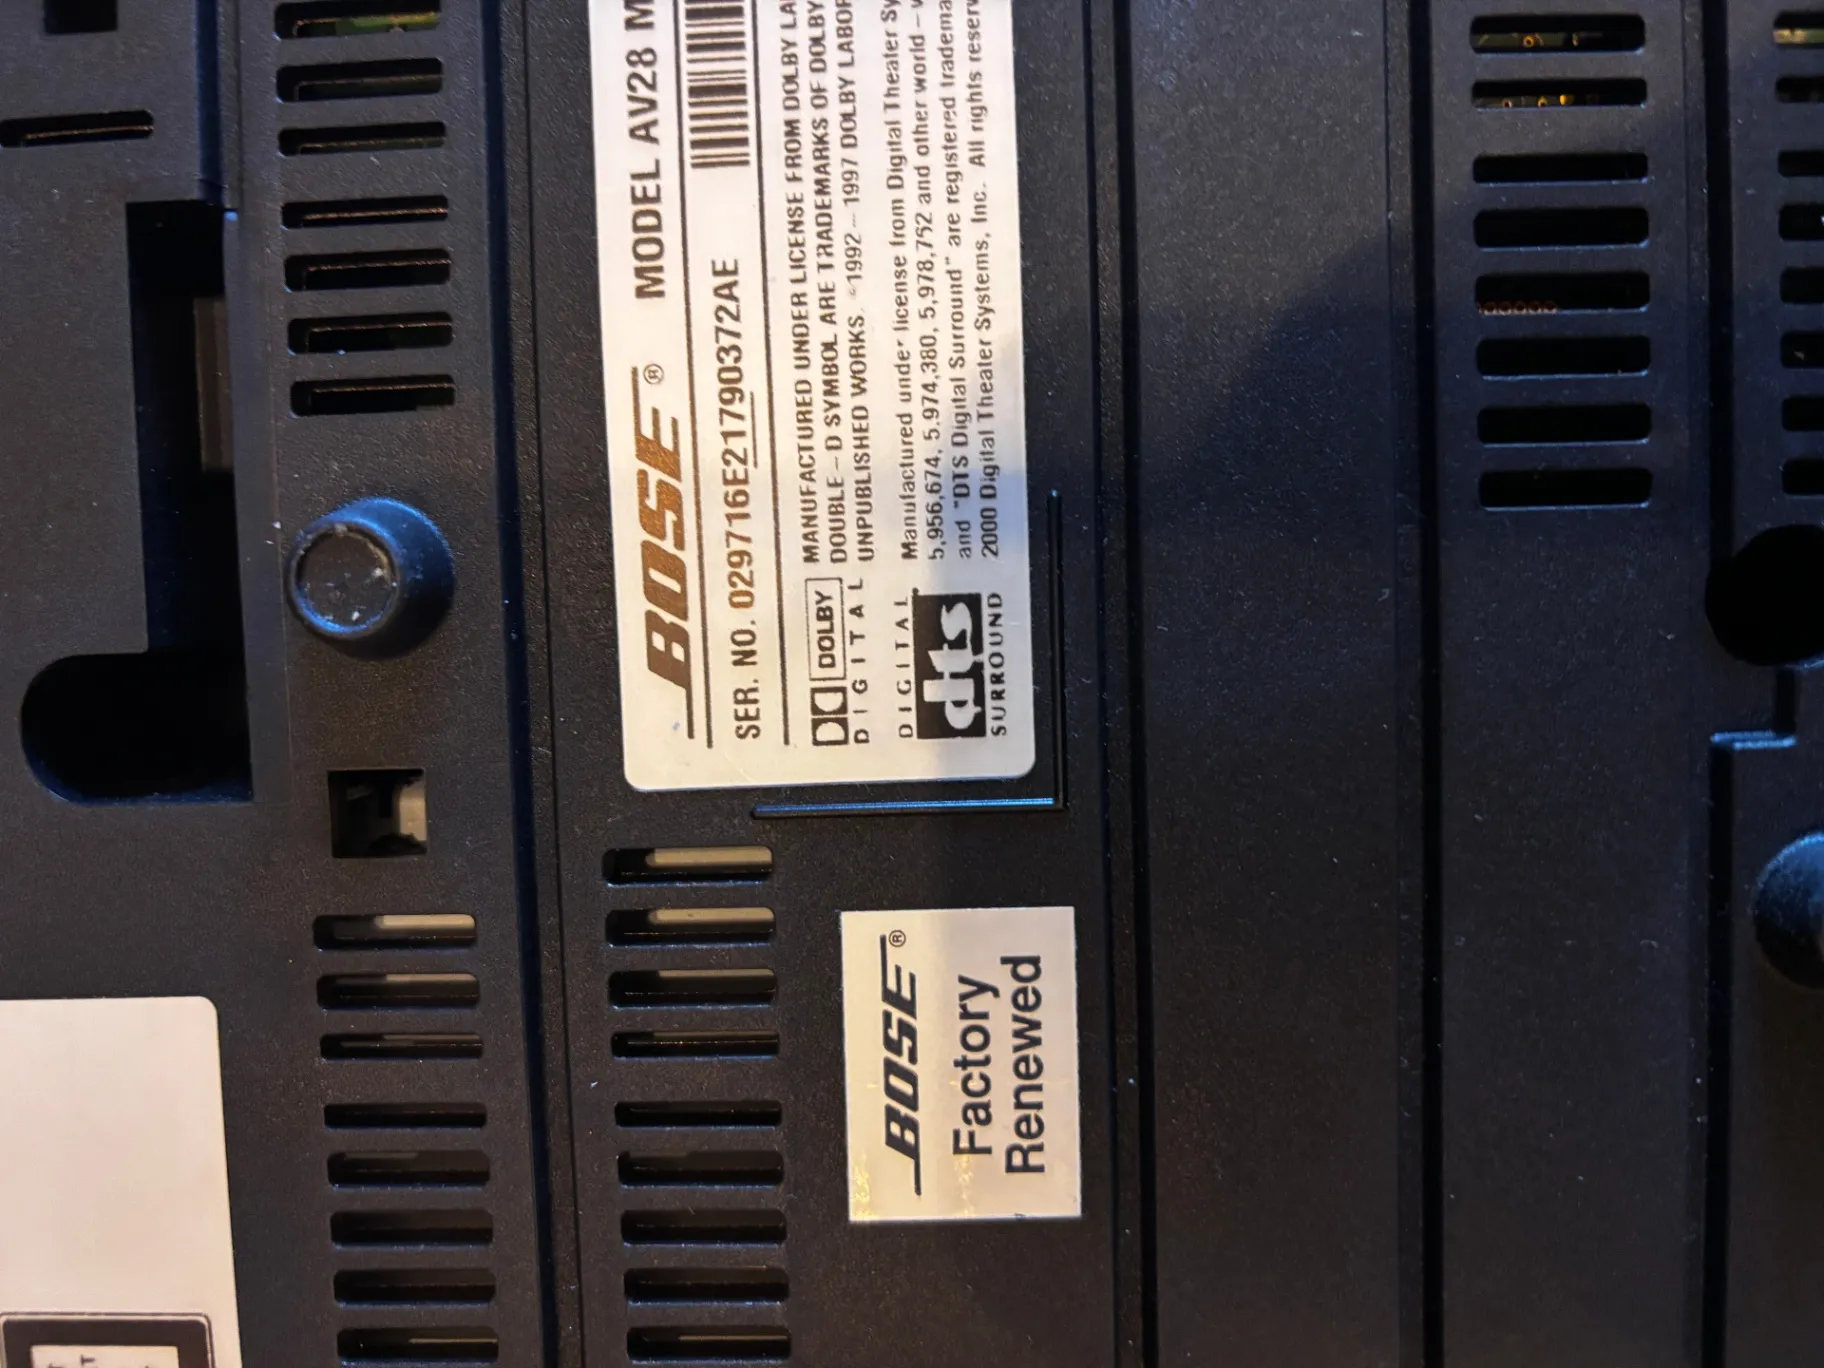 BOSE®
MODEL AV28 M
SER. NO. 029716E21790372AE
DOLBY
DIGITAL
MANUFACTURED UNDER LICENSE FROM DOLBY
DOUBLE-D SYMBOL ARE TRADEMARKS OF DOLBY
UNPUBLISHED WORKS. 1992-1997 DOLBY
DIGITAL
dts
SURROUND
Manufactured under license from Digital Theater
5,956,674, 5.974,380, 5,978,752 and other world-
and "DTS Digital Surround" are registered
2000 Digital Theater Systems, Inc. All rights
BOSE®
Factory
Renewed